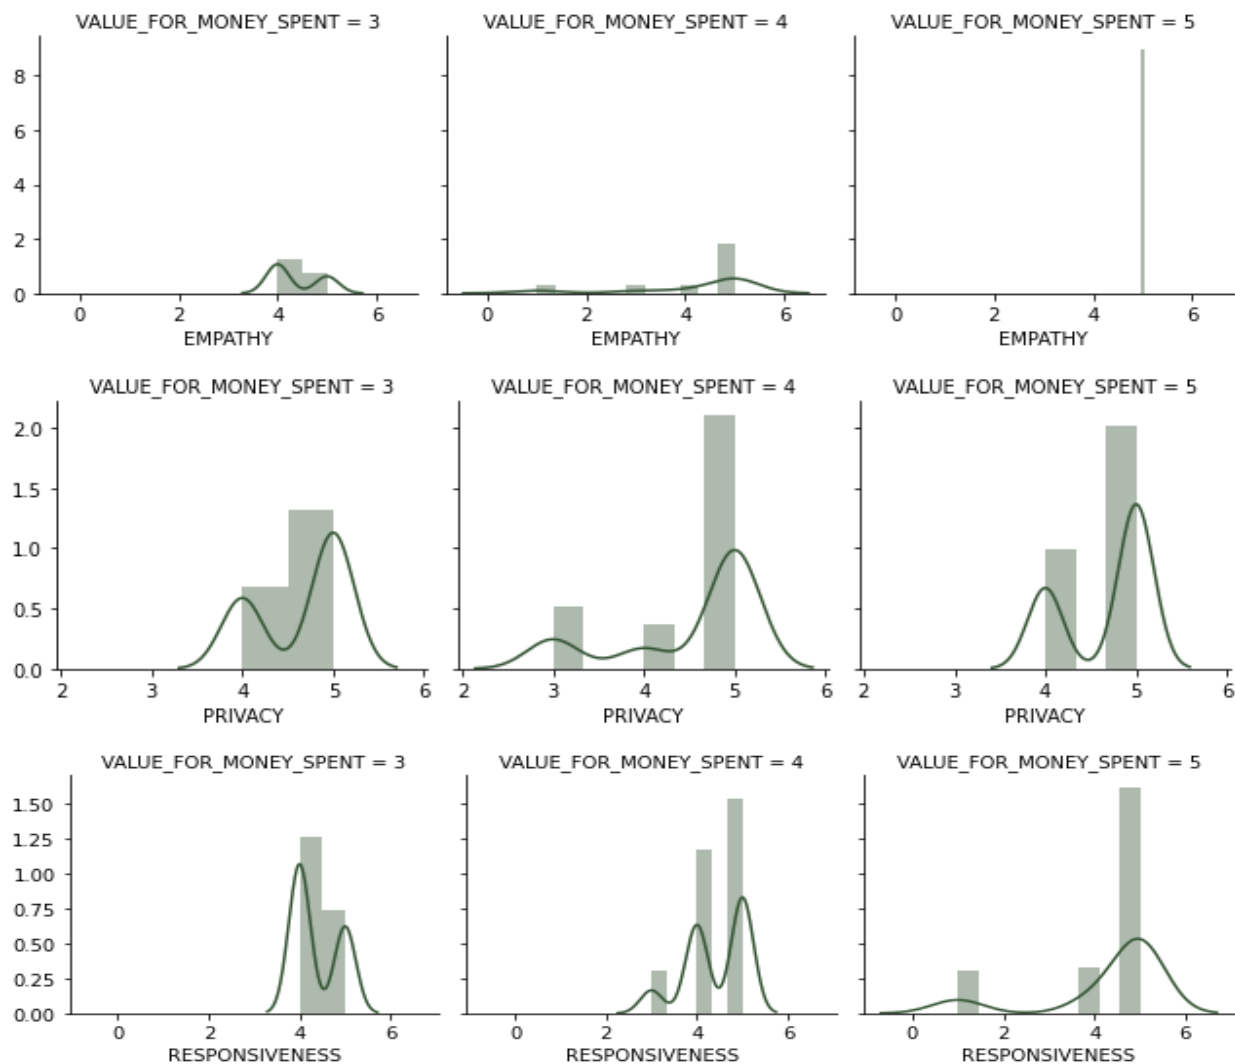 VALUE_FOR_MONEY_SPENT = 3 VALUE_FOR_MONEY_SPENT = 4 VALUE_FOR_MONEY_SPENT = 5
8
6
4
2
0
0 2 4 6 0 2 4 6 0 2 4 6
EMPATHY EMPATHY EMPATHY
VALUE_FOR_MONEY_SPENT = 3 VALUE_FOR_MONEY_SPENT = 4 VALUE_FOR_MONEY_SPENT = 5
2.0
1.5
1.0
0.5
0.0
2 3 4 5 6 2 3 4 5 6 2 3 4 5 6
PRIVACY PRIVACY PRIVACY
VALUE_FOR_MONEY_SPENT = 3 VALUE_FOR_MONEY_SPENT = 4 VALUE_FOR_MONEY_SPENT = 5
1.50
1.25
1.00
0.75
0.50
0.25
0.00
0 2 4 6 0 2 4 6 0 2 4 6
RESPONSIVENESS RESPONSIVENESS RESPONSIVENESS